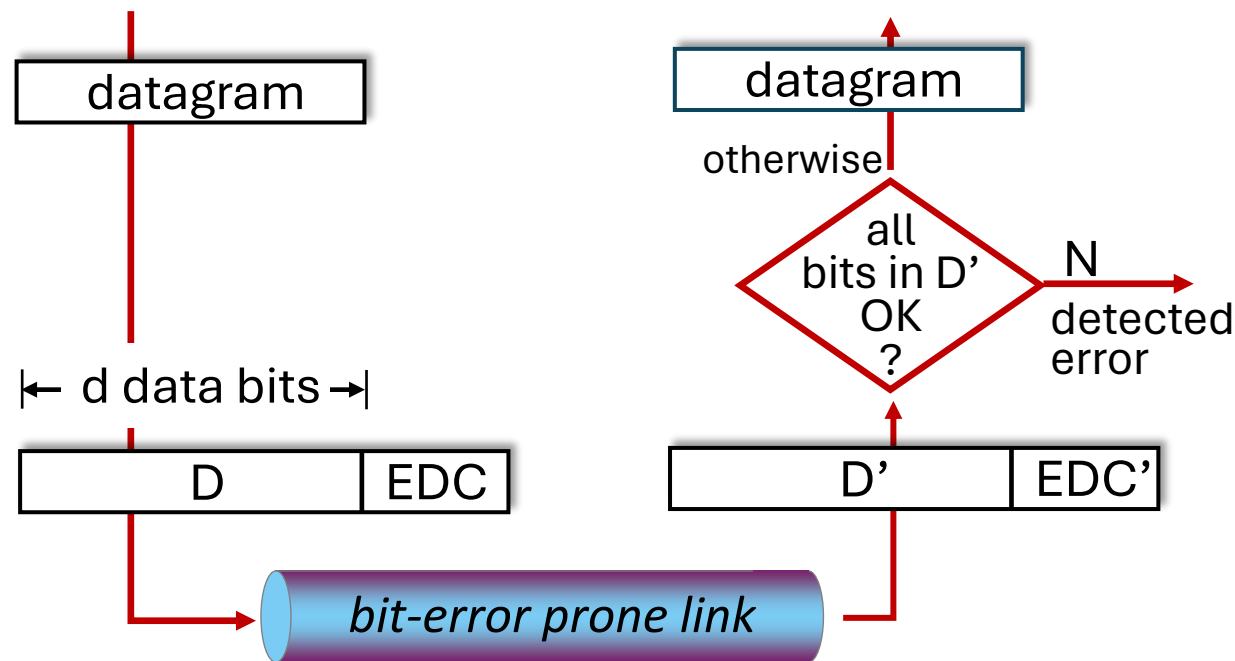 datagram
d data bits
D
EDC
bit-error prone link
datagram
otherwise
all
bits in D’
OK
?
N
detected
error
D’
EDC’